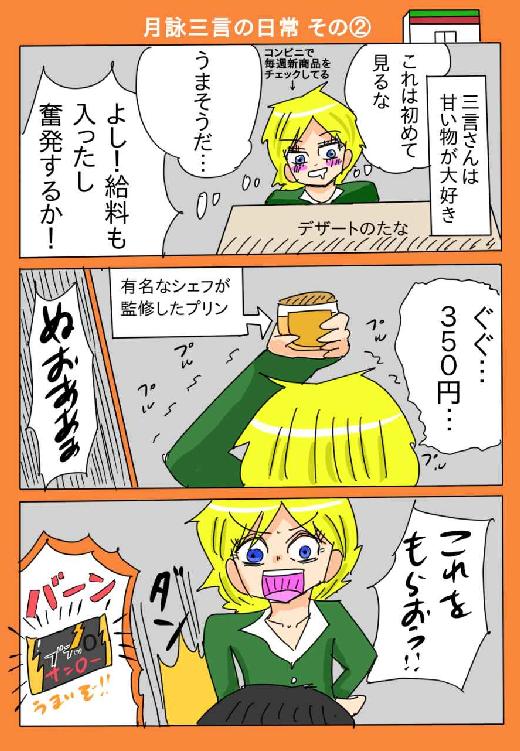 月詠三言の日常 その②
三言さんは
甘い物が大好き
コンビニで
毎週新商品を
チェックしてる
↓
これは初めて
見るな
うまそうだ…
よし!給料も
入ったし
奮発するか!
デザートのたな
有名なシェフが
監修したプリン
ぐぐ…
350円…
プル
プル
プル
プル
ぬおあああ
これを
もらおう!!
ダンッ
バーン
サンロー
うまいぞ!!